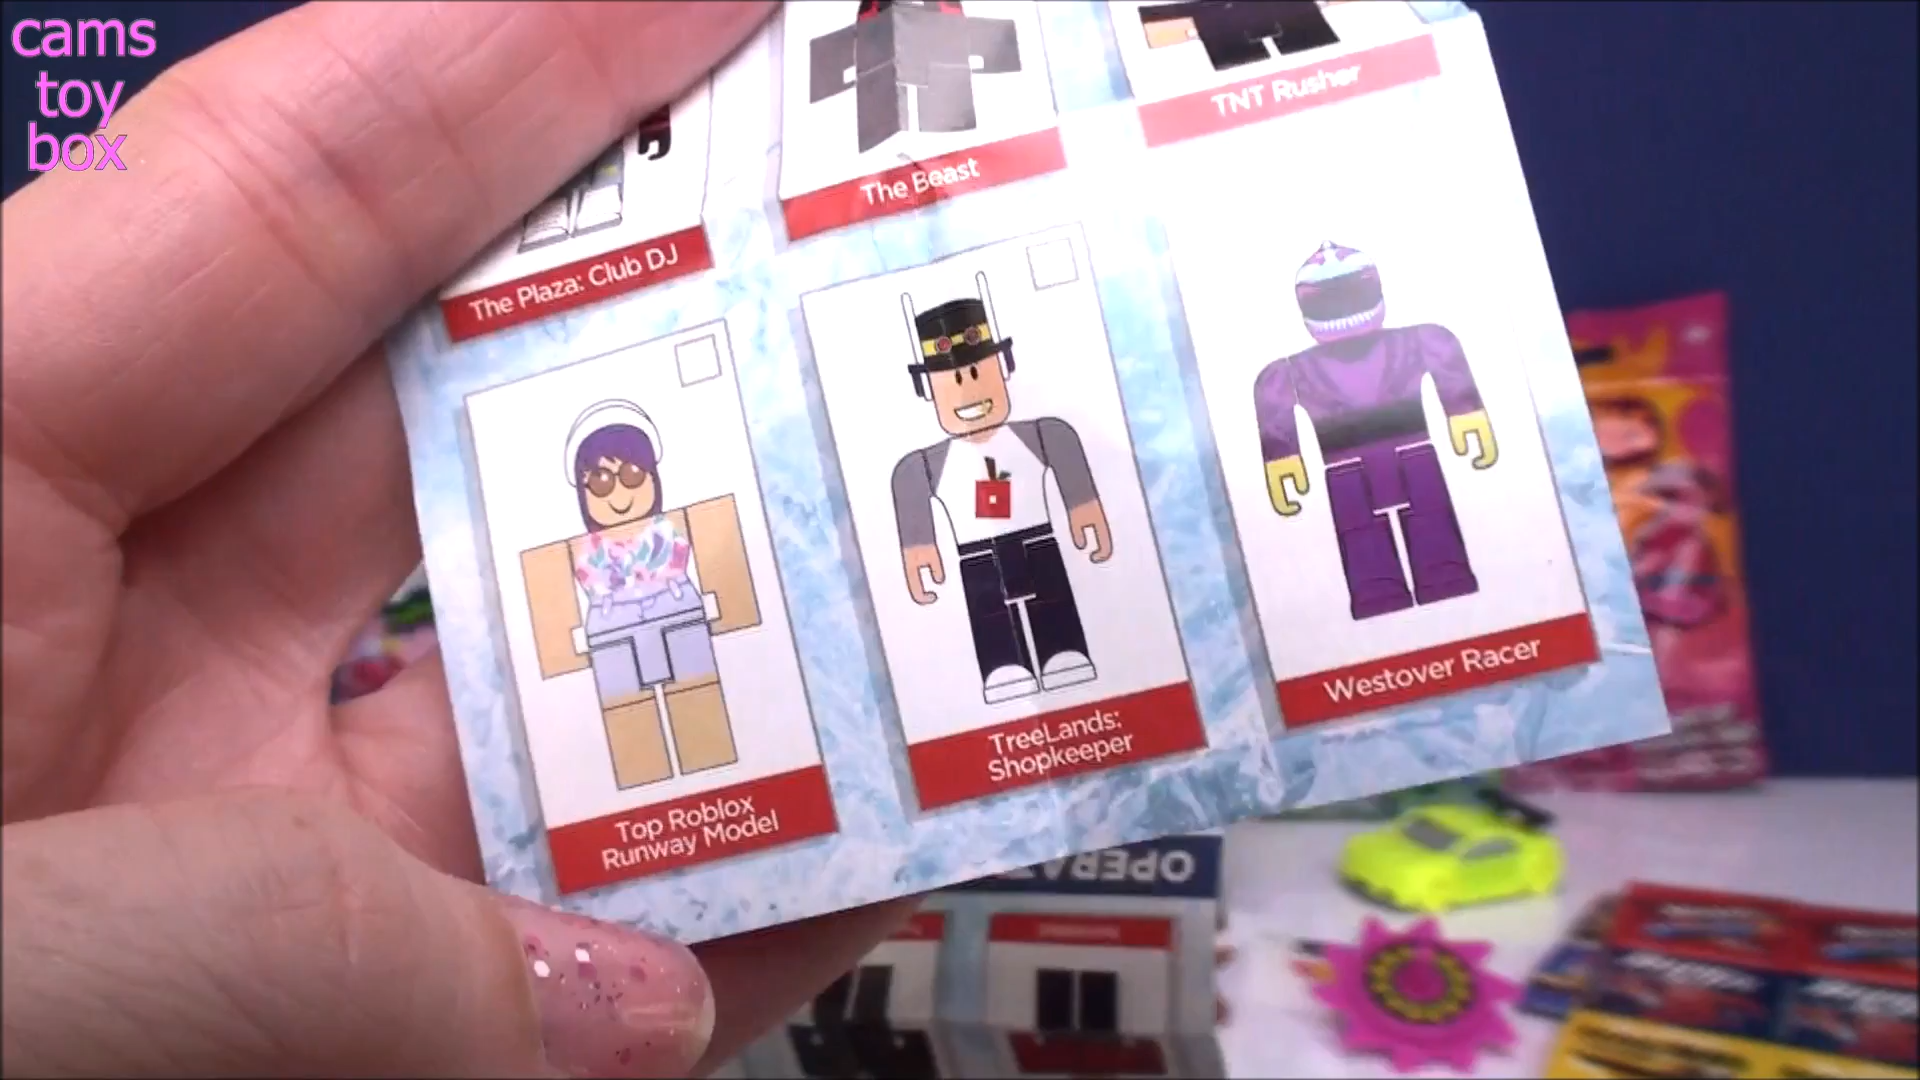 cams
toy
box
TNT Rusher
The Beast
The Plaza: Club DJ
Top Roblox
Runway Model
TreeLands:
Shopkeeper
Westover Racer